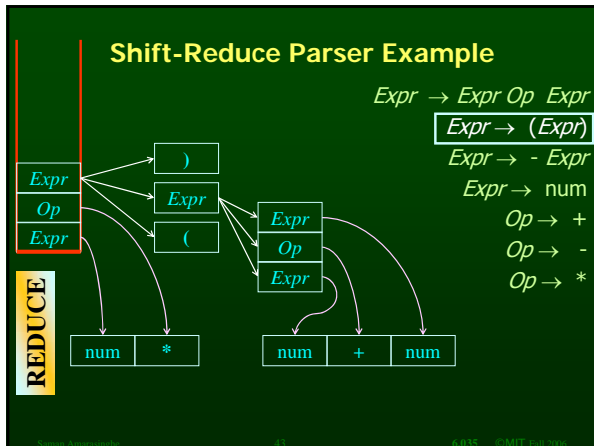 Shift-Reduce Parser Example
Expr → Expr Op Expr
Expr → (Expr)
Expr → - Expr
Expr → num
Op → +
Op → -
Op → *
)
Expr
Expr
Op
(
Expr
Expr
Op
Expr
REDUCE
num *
num + num
Saman Amarasinghe 43 6.035 ©MIT Fall 2006